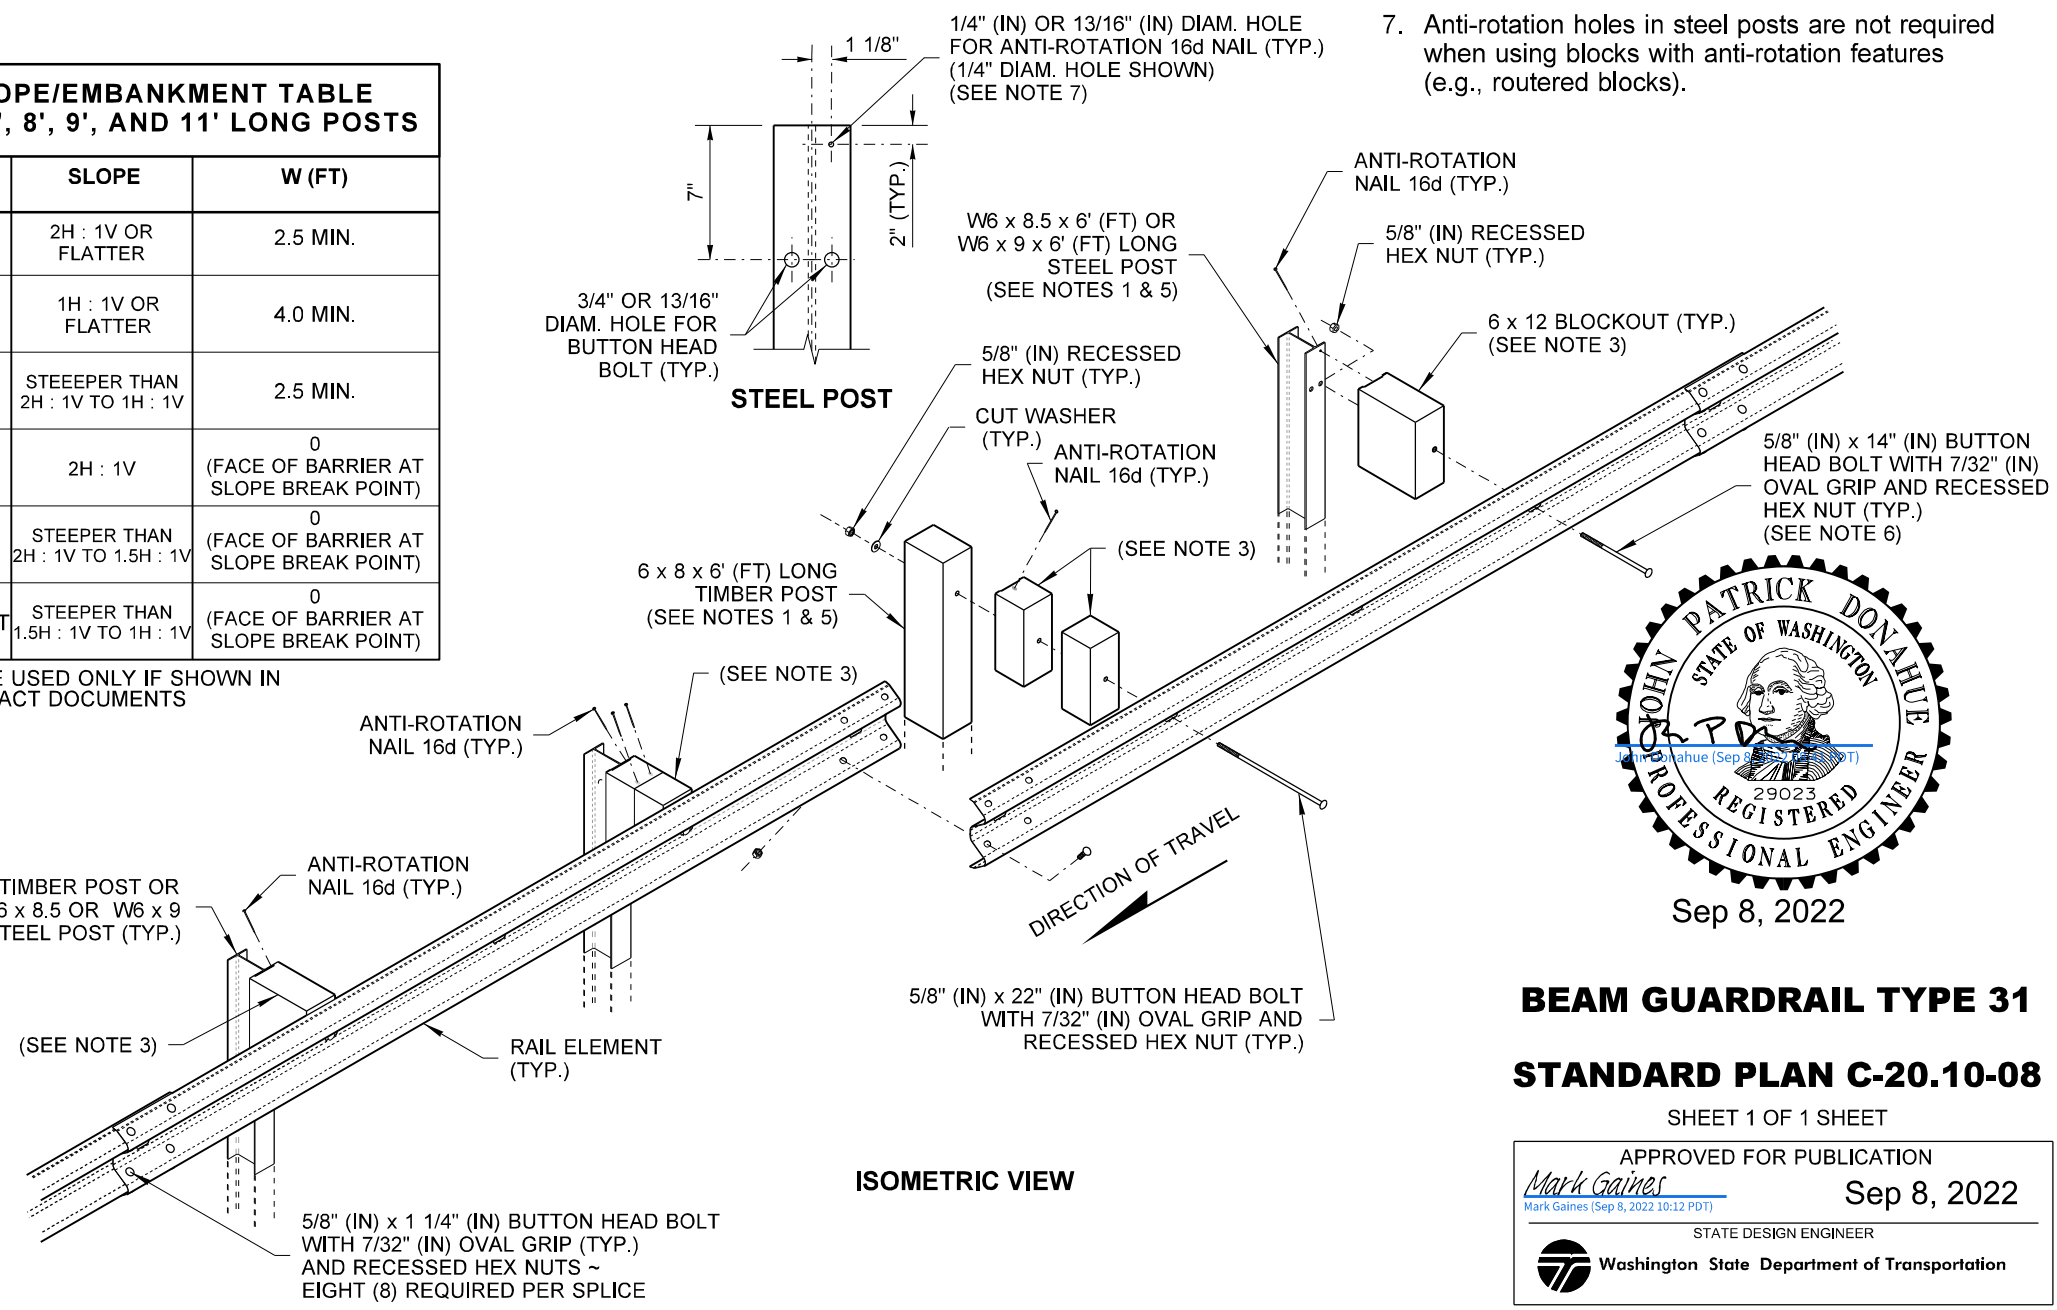 OPE/EMBANKMENT TABLE
', 8', 9', AND 11' LONG POSTS
SLOPE
W (FT)
2H : 1V OR
FLATTER
2.5 MIN.
1H : 1V OR
FLATTER
4.0 MIN.
STEEEPER THAN
2H : 1V TO 1H : 1V
2.5 MIN.
2H : 1V
0
(FACE OF BARRIER AT
SLOPE BREAK POINT)
STEEPER THAN
2H : 1V TO 1.5H : 1V
0
(FACE OF BARRIER AT
SLOPE BREAK POINT)
T
STEEPER THAN
1.5H : 1V TO 1H : 1V
0
(FACE OF BARRIER AT
SLOPE BREAK POINT)
E USED ONLY IF SHOWN IN
ACT DOCUMENTS
1 1/8"
7"
2" (TYP.)
1/4" (IN) OR 13/16" (IN) DIAM. HOLE
FOR ANTI-ROTATION 16d NAIL (TYP.)
(1/4" DIAM. HOLE SHOWN)
(SEE NOTE 7)
3/4" OR 13/16"
DIAM. HOLE FOR
BUTTON HEAD
BOLT (TYP.)
STEEL POST
7. Anti-rotation holes in steel posts are not required
when using blocks with anti-rotation features
(e.g., routered blocks).
ANTI-ROTATION
NAIL 16d (TYP.)
W6 x 8.5 x 6' (FT) OR
W6 x 9 x 6' (FT) LONG
STEEL POST
(SEE NOTES 1 & 5)
5/8" (IN) RECESSED
HEX NUT (TYP.)
6 x 12 BLOCKOUT (TYP.)
(SEE NOTE 3)
5/8" (IN) RECESSED
HEX NUT (TYP.)
CUT WASHER
(TYP.)
ANTI-ROTATION
NAIL 16d (TYP.)
5/8" (IN) x 14" (IN) BUTTON
HEAD BOLT WITH 7/32" (IN)
OVAL GRIP AND RECESSED
HEX NUT (TYP.)
(SEE NOTE 6)
(SEE NOTE 3)
6 x 8 x 6' (FT) LONG
TIMBER POST
(SEE NOTES 1 & 5)
(SEE NOTE 3)
ANTI-ROTATION
NAIL 16d (TYP.)
ANTI-ROTATION
NAIL 16d (TYP.)
TIMBER POST OR
6 x 8.5 OR W6 x 9
TEEL POST (TYP.)
(SEE NOTE 3)
RAIL ELEMENT
(TYP.)
DIRECTION OF TRAVEL
5/8" (IN) x 22" (IN) BUTTON HEAD BOLT
WITH 7/32" (IN) OVAL GRIP AND
RECESSED HEX NUT (TYP.)
5/8" (IN) x 1 1/4" (IN) BUTTON HEAD BOLT
WITH 7/32" (IN) OVAL GRIP (TYP.)
AND RECESSED HEX NUTS ~
EIGHT (8) REQUIRED PER SPLICE
ISOMETRIC VIEW
JOHN PATRICK DONAHUE
STATE OF WASHINGTON
John Donahue (Sep 8, PDT)
29023
REGISTERED
PROFESSIONAL ENGINEER
Sep 8, 2022
BEAM GUARDRAIL TYPE 31
STANDARD PLAN C-20.10-08
SHEET 1 OF 1 SHEET
APPROVED FOR PUBLICATION
Mark Gaines
Sep 8, 2022
Mark Gaines (Sep 8, 2022 10:12 PDT)
STATE DESIGN ENGINEER
Washington State Department of Transportation